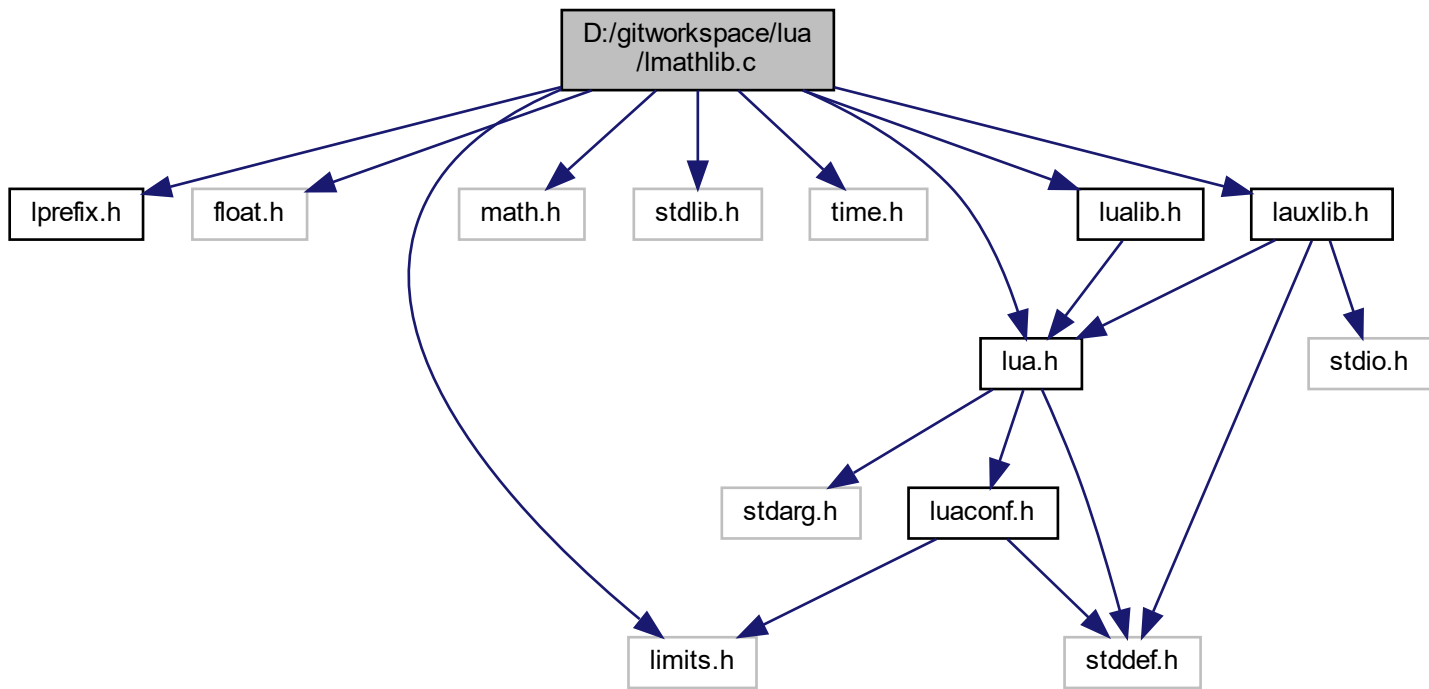 D:/gitworkspace/lua
/lmathlib.c
lprefix.h
float.h
math.h
stdlib.h
time.h
lualib.h
lauxlib.h
lua.h
stdio.h
stdarg.h
luaconf.h
limits.h
stddef.h